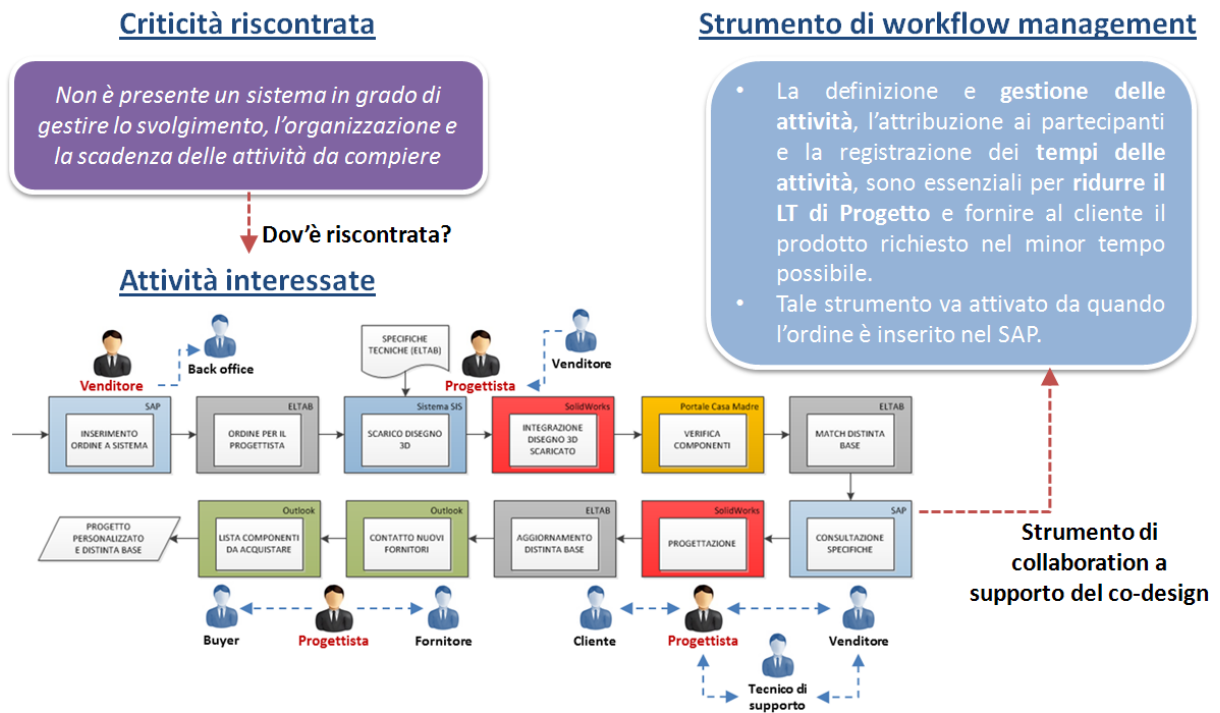 Criticità riscontrata
Non è presente un sistema in grado di
gestire lo svolgimento, l'organizzazione e
la scadenza delle attività da compiere
Dov'è riscontrata?
Attività interessate
Strumento di workflow management
• La definizione e gestione delle
attività, l'attribuzione ai partecipanti
e la registrazione dei tempi delle
attività, sono essenziali per ridurre il
LT di Progetto e fornire al cliente il
prodotto richiesto nel minor tempo
possibile.
• Tale strumento va attivato da quando
l'ordine è inserito nel SAP.
Venditore
Back office
SPECIFICHE
TECNICHE (ELTAB)
Progettista
Venditore
SAP
INSERIMENTO
ORDINE A SISTEMA
ELTAB
ORDINE PER IL
PROGETTISTA
Sistema SIS
SCARICO DISEGNO
3D
SolidWorks
INTEGRAZIONE
DISEGNO 3D
SCARICATO
Portale Casa Madre
VERIFICA
COMPONENTI
ELTAB
MATCH DISTINTA
BASE
PROGETTO
PERSONALIZZATO
E DISTINTA BASE
Outlook
LISTA COMPONENTI
DA ACQUISTARE
Outlook
CONTATTO NUOVI
FORNITORI
ELTAB
AGGIORNAMENTO
DISTINTA BASE
SolidWorks
PROGETTAZIONE
SAP
CONSULTAZIONE
SPECIFICHE
Strumento di
collaboration a
supporto del co-design
Buyer
Progettista
Fornitore
Cliente
Progettista
Venditore
Tecnico di
supporto